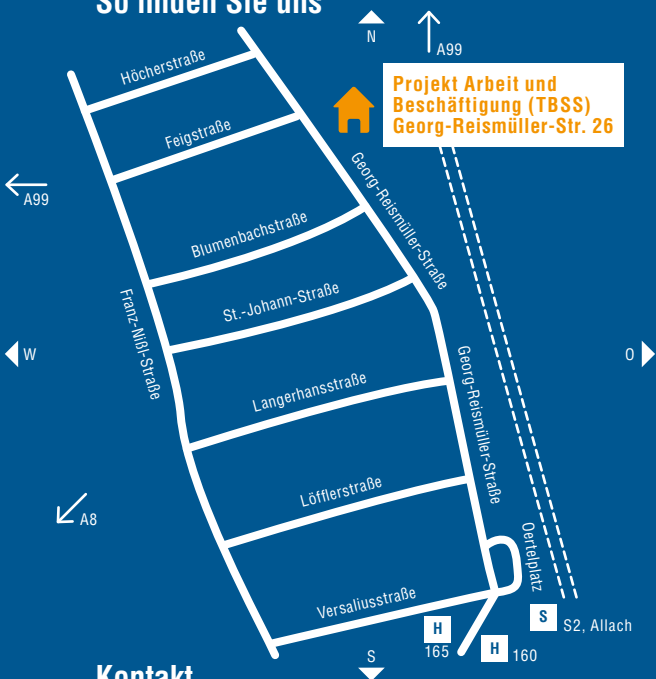 So finden Sie uns
N
A99
Projekt Arbeit und
Beschäftigung (TBSS)
Georg-Reismüller-Str. 26
Höcherstraße
Feigstraße
A99
Georg-Reismüller-Straße
Blumenbachstraße
St.-Johann-Straße
Franz-Nißl-Straße
W
O
Langerhansstraße
Georg-Reismüller-Straße
Löfflerstraße
A8
Oertelplatz
Versaliusstraße
S
S2, Allach
H
165
H
160
S
Kontakt